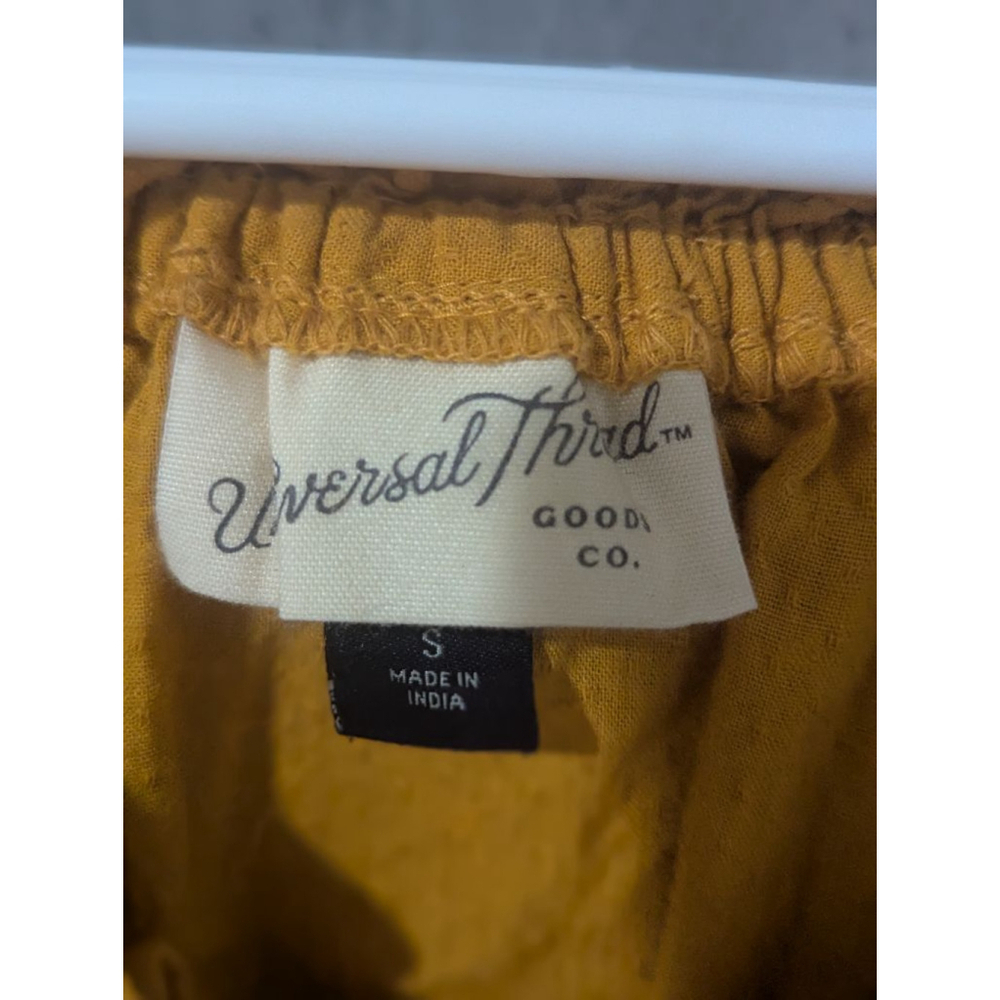 Universal Thread™
GOODS
CO.
S
MADE IN
INDIA